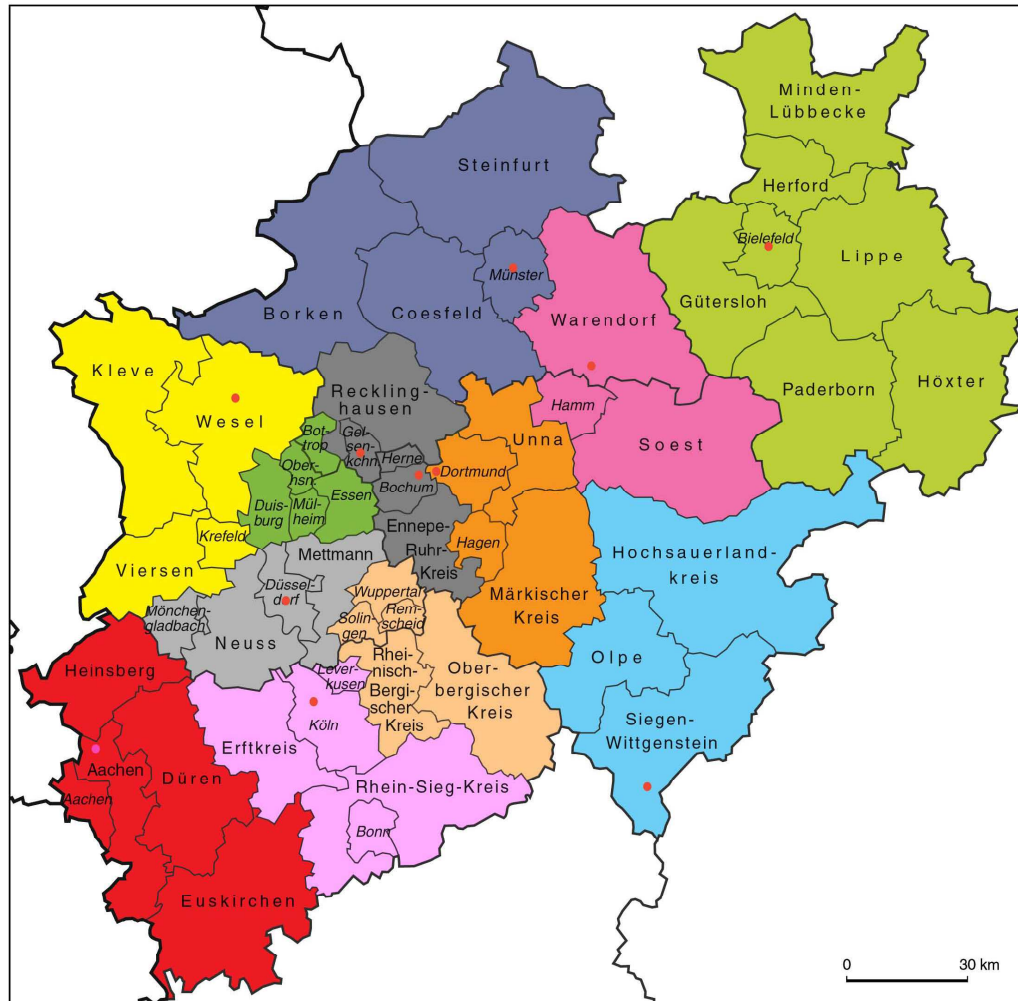 Minden-
Lübbecke
Steinfurt
Herford
Bielefeld
Lippe
Münster
Gütersloh
Borken
Coesfeld
Warendorf
Kleve
Wesel
Reckling-
hausen
Paderborn
Höxter
Hamm
Unna
Soest
Bot-
trop
Gel-
senk-
kchn.
Herne
Ober-
hsn.
Dortmund
Bochum
Essen
Duis-
burg
Mül-
heim
Krefeld
Viersen
Ennepe-
Ruhr-
Kreis
Hagen
Hochsauerland-
kreis
Mettmann
Märkischer
Kreis
Düssel-
dorf
Wuppertal
Rem-
scheid
Solin-
gen
Mönchen-
gladbach
Neuss
Heinsberg
Lever-
kusen
Rheinisch-
Bergi-
scher
Kreis
Ober-
bergischer
Kreis
Olpe
Siegen-
Wittgenstein
Köln
Erftkreis
Aachen
Düren
Aachen
Rhein-Sieg-Kreis
Bonn
Euskirchen
0 30 km